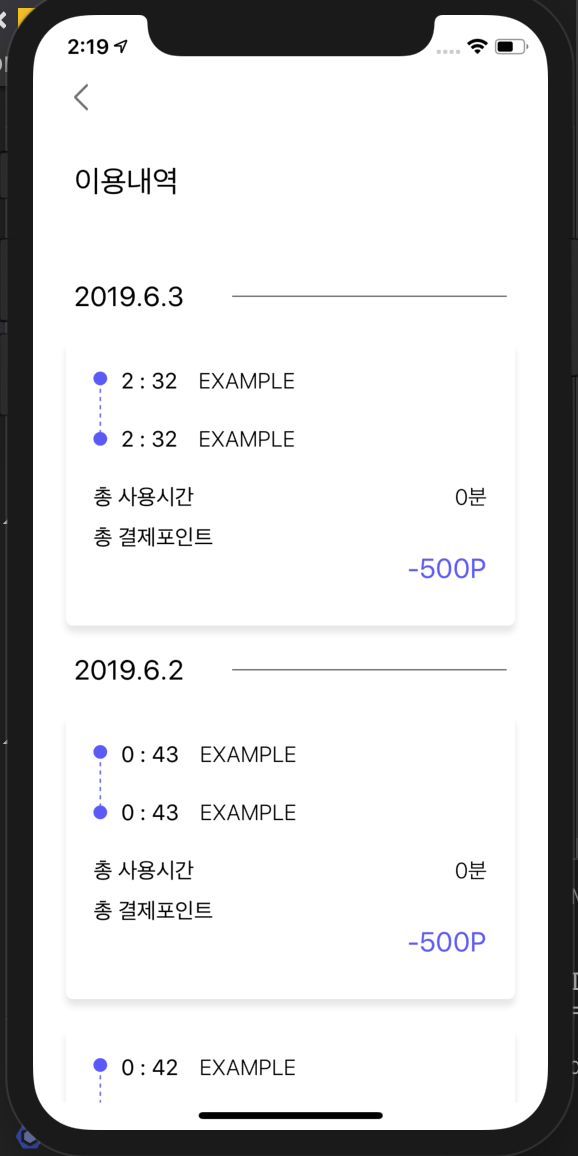 2:19
이용내역
2019.6.3
2 : 32 EXAMPLE
2 : 32 EXAMPLE
총 사용시간 0분
총 결제포인트
-500P
2019.6.2
0 : 43 EXAMPLE
0 : 43 EXAMPLE
총 사용시간 0분
총 결제포인트
-500P
0 : 42 EXAMPLE